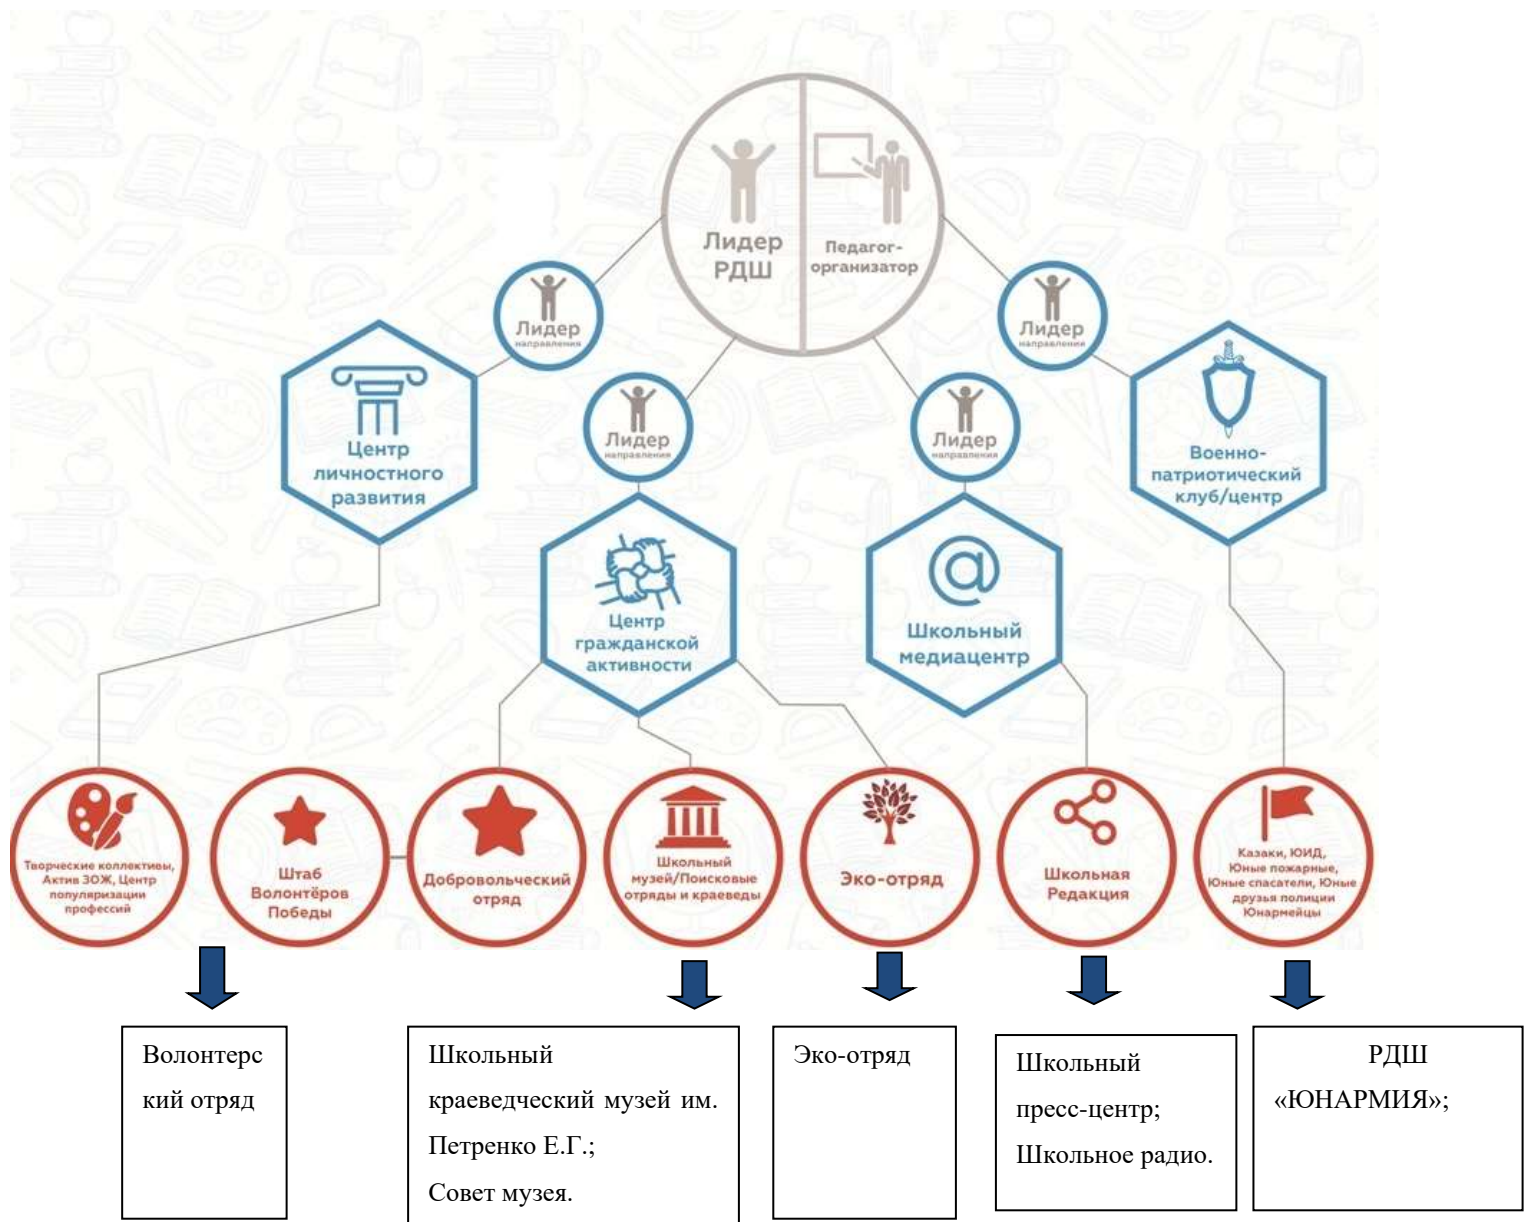 Лидер
РДШ
Педагог-
организатор
Лидер
направления
Лидер
направления
Лидер
направления
Лидер
направления
Центр
личностного
развития
Центр
гражданской
активности
Школьный
медиацентр
Военно-
патриотический
клуб/центр
Творческие коллективы,
Актив ЗОЖ, Центр
популяризации
профессий
Штаб
Волонтёров
Победы
Добровольческий
отряд
Школьный
музей/Поисковые
отряды и краеведы
Эко-отряд
Школьная
Редакция
Казаки, ЮИД,
Юные пожарные,
Юные спасатели, Юные
друзья полиции
Юнармейцы
Волонтерс
кий отряд
Школьный
краеведческий музей им.
Петренко Е.Г.;
Совет музея.
Эко-отряд
Школьный
пресс-центр;
Школьное радио.
РДШ
«ЮНАРМИЯ»;